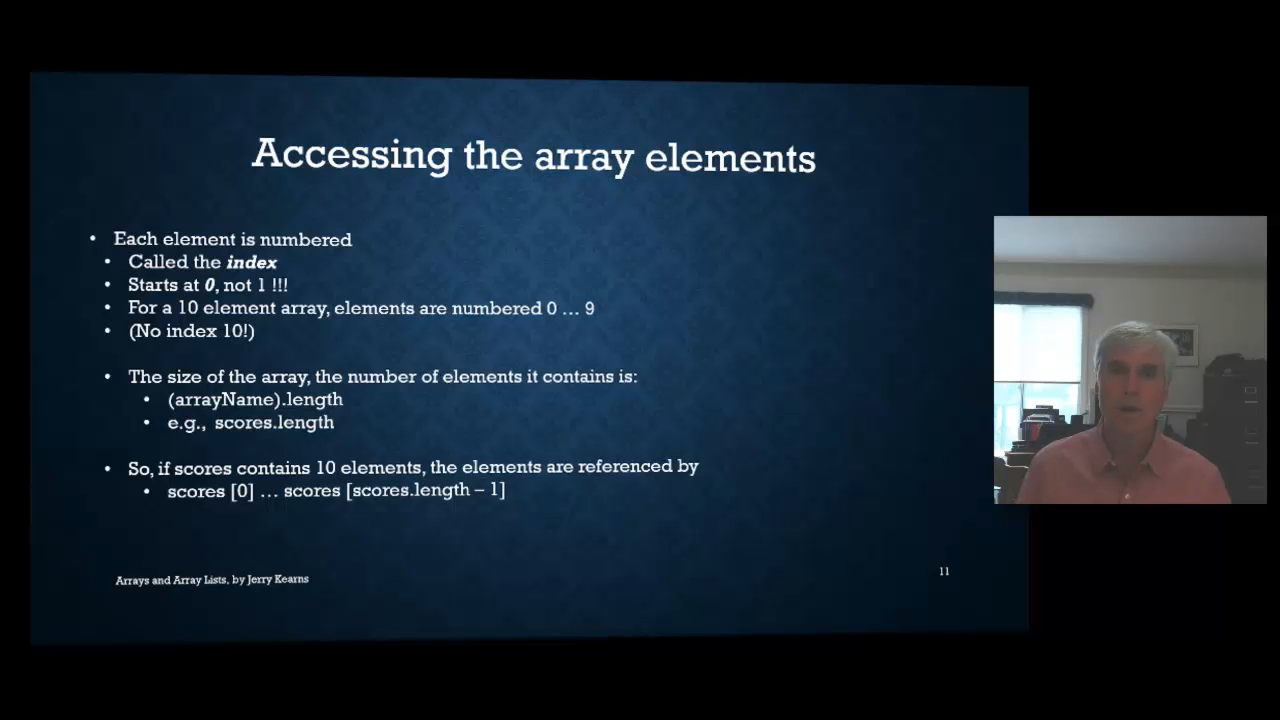 Accessing the array elements
• Each element is numbered
• Called the index
• Starts at 0, not 1 !!!
• For a 10 element array, elements are numbered 0 … 9
• (No index 10!)
• The size of the array, the number of elements it contains is:
• (arrayName).length
• e.g., scores.length
• So, if scores contains 10 elements, the elements are referenced by
• scores [0] … scores [scores.length – 1]
Arrays and Array Lists, by Jerry Kearns
11